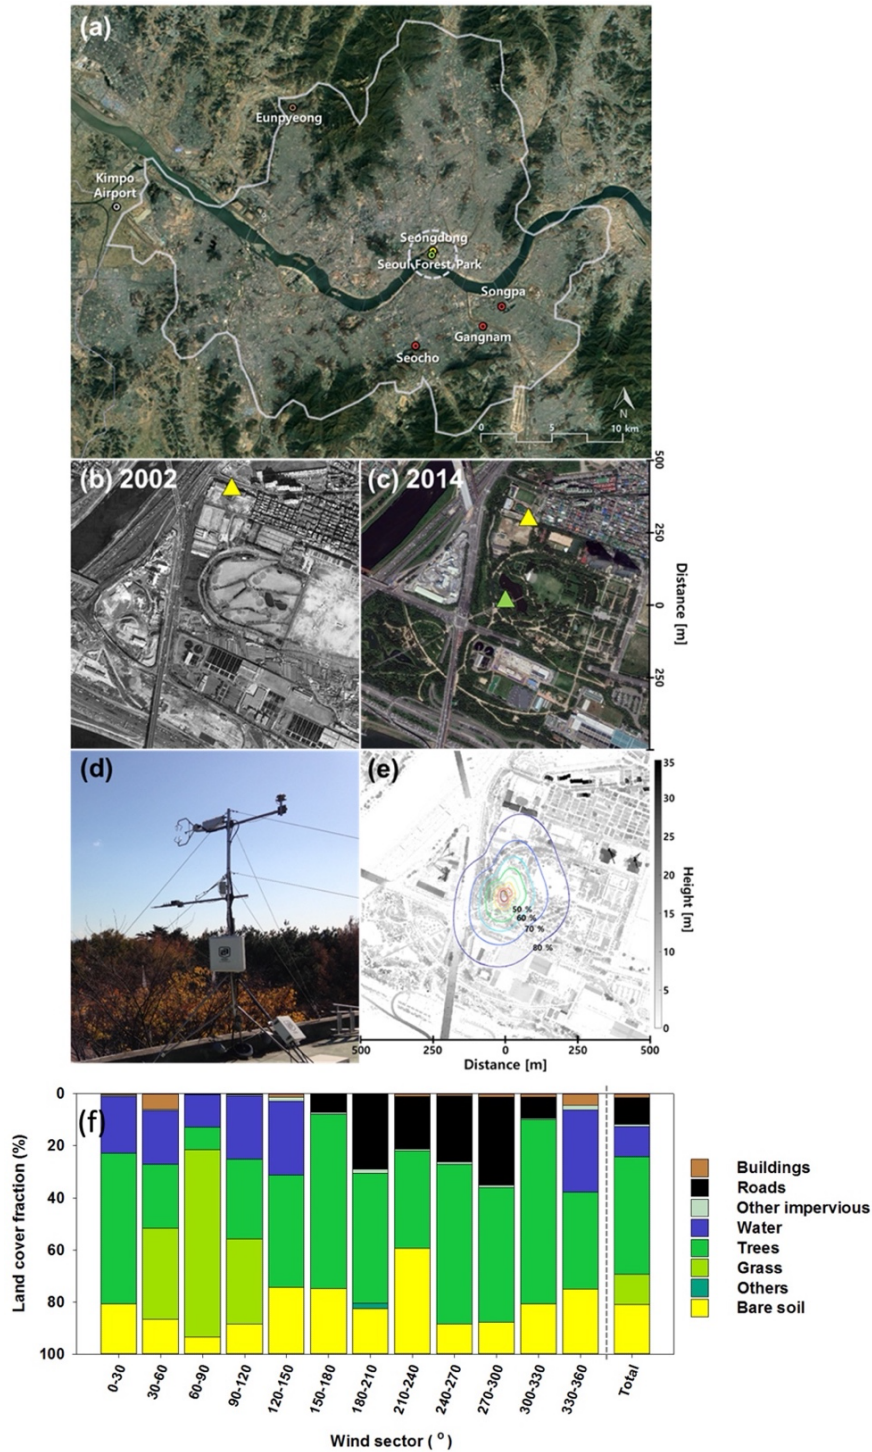 (a)
Eunpyeong
Kimpo
Airport
Seongdong
Seoul Forest Park
Songpa
Gangnam
Seocho
N
0 5 10 km
(b) 2002
(c) 2014
500
250
0
250
Distance [m]
(d)
(e)
50 %
60 %
70 %
80 %
35
30
25
20
15
10
5
0
Height [m]
500 250 0 250 500
Distance [m]
(f)
Land cover fraction (%)
0
20
40
60
80
100
0-30 30-60 60-90 90-120 120-150 150-180 180-210 210-240 240-270 270-300 300-330 330-360 Total
Wind sector ( o )
Buildings
Roads
Other impervious
Water
Trees
Grass
Others
Bare soil